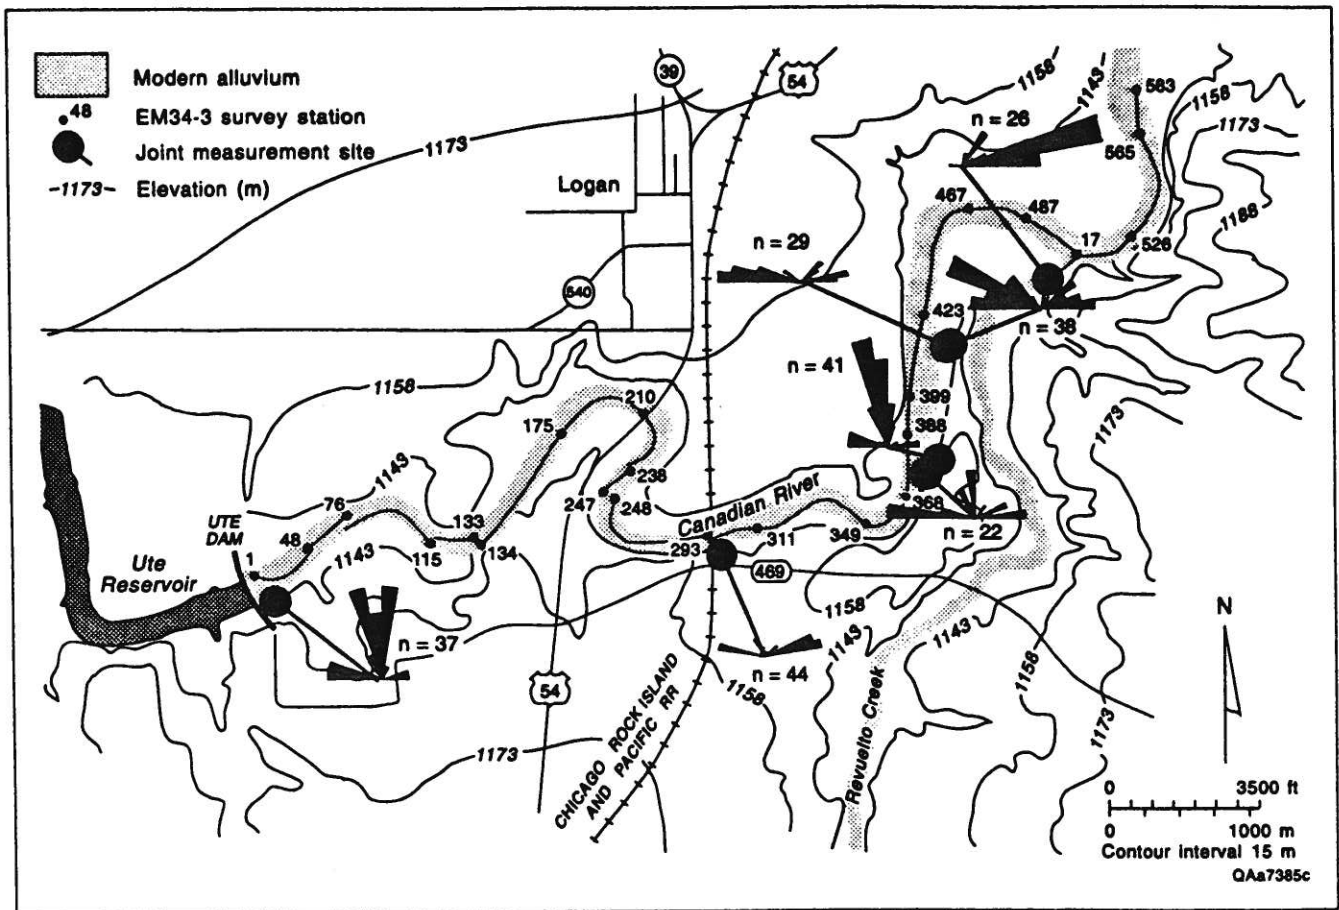 Modern alluvium
48
EM34-3 survey station
Joint measurement site
-1173- Elevation (m)
39
54
1158
1143
583
1158
1173
n = 26
565
1173
Logan
467
487
17
526
1188
n = 29
540
423
n = 38
n = 41
1158
210
399
175
388
1173
1143
238
Canadian River
247
248
368
76
133
UTE
DAM
48
1143
1
115
134
293
311
349
n = 22
Ute
Reservoir
469
1158
1143
1143
N
n = 37
n = 44
54
1158
CHICAGO ROCK ISLAND
AND PACIFIC RR
Revuelto Creek
1158
1173
1173
0 3500 ft
0 1000 m
Contour interval 15 m
QAa7385c